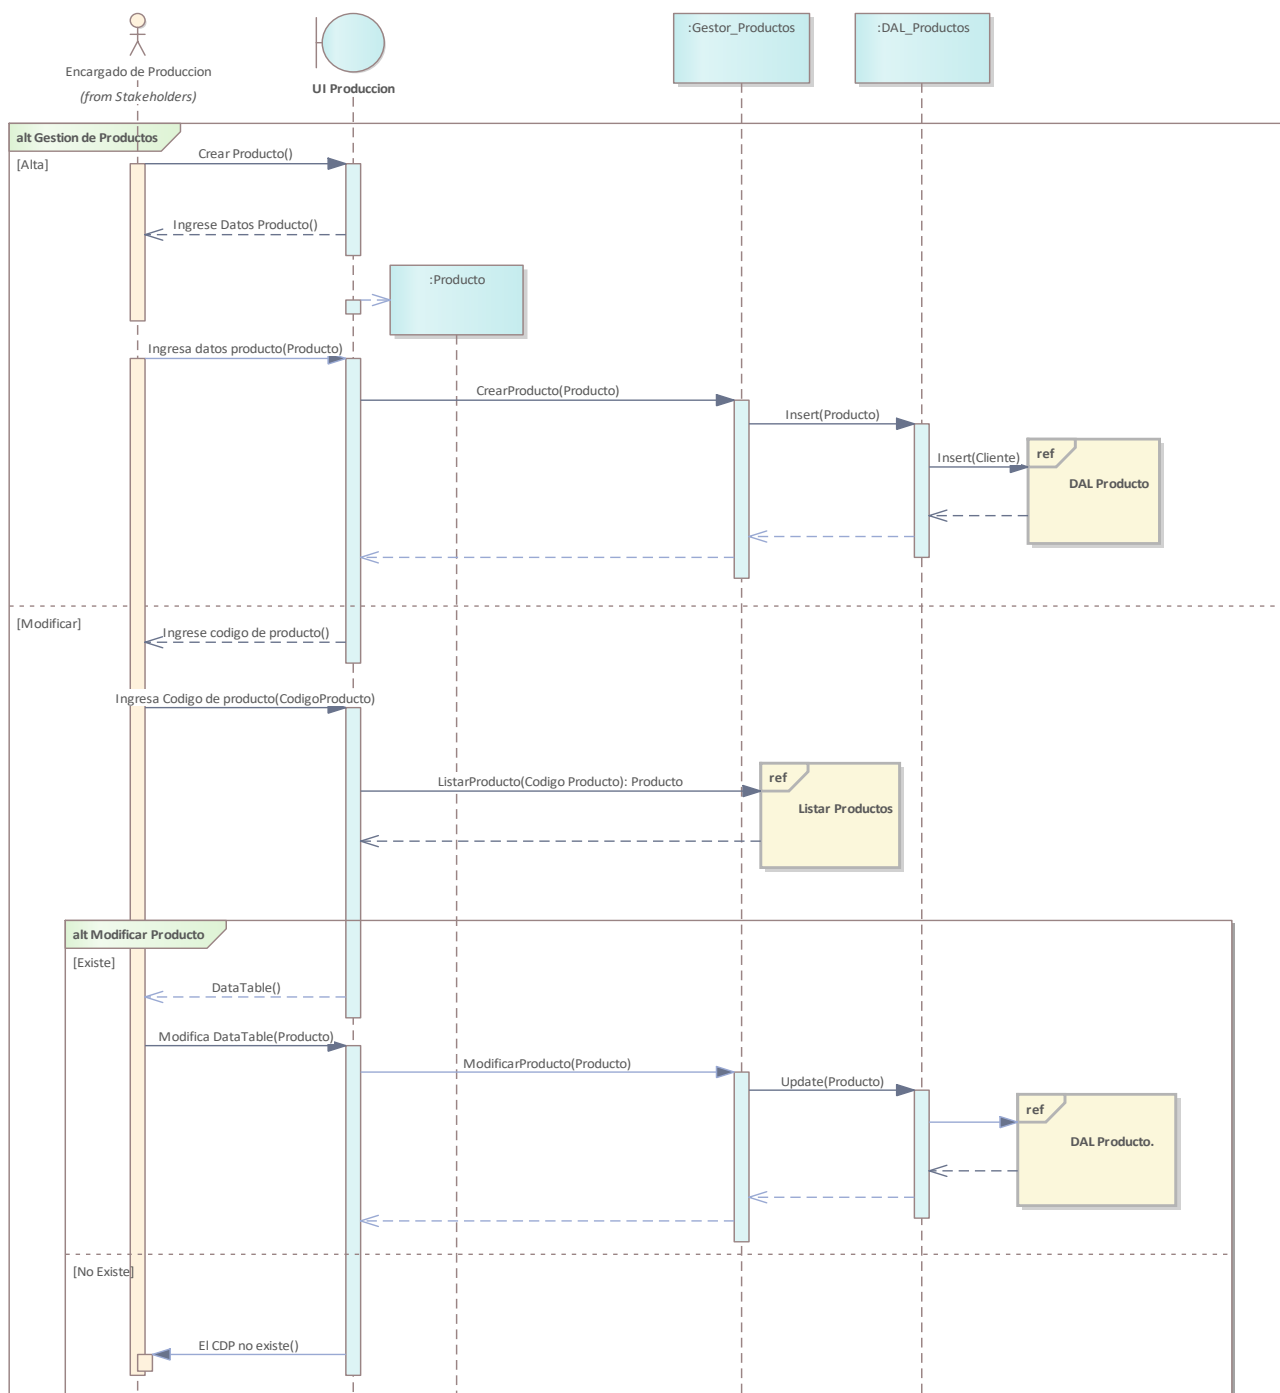 :Gestor_Productos
:DAL_Productos
Encargado de Produccion
(from Stakeholders)
UI Produccion
alt Gestion de Productos
[Alta]
Crear Producto()
Ingrese Datos Producto()
:Producto
Ingresa datos producto(Producto)
CrearProducto(Producto)
Insert(Producto)
Insert(Cliente)
ref
DAL Producto
[Modificar]
Ingrese codigo de producto()
Ingresa Codigo de producto(CodigoProducto)
ListarProducto(Codigo Producto): Producto
ref
Listar Productos
alt Modificar Producto
[Existe]
DataTable()
Modifica DataTable(Producto)
ModificarProducto(Producto)
Update(Producto)
ref
DAL Producto.
[No Existe]
El CDP no existe()